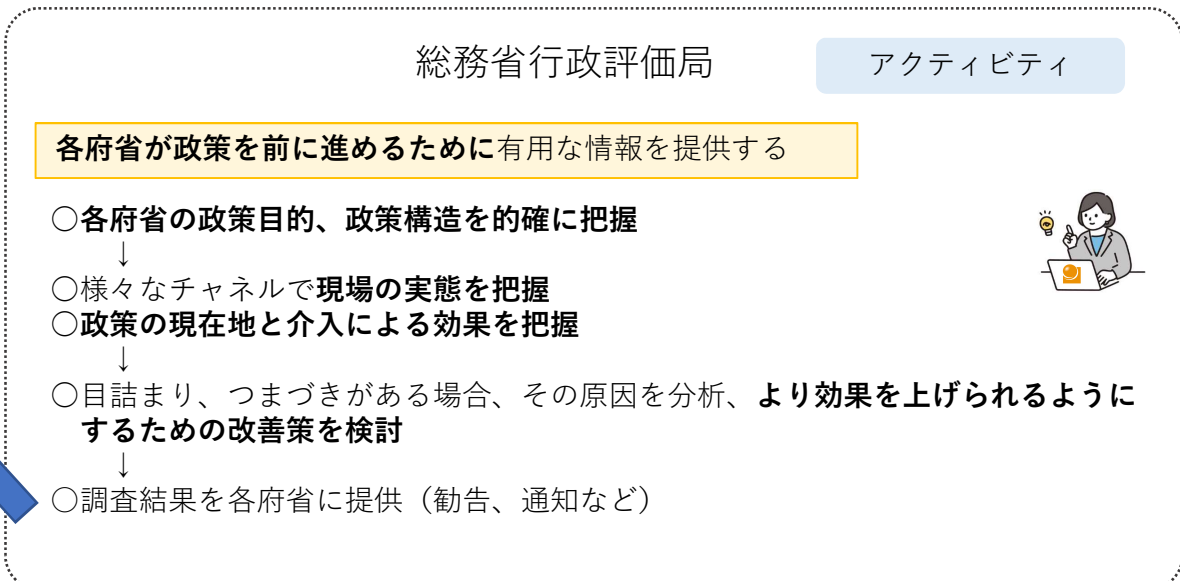 総務省行政評価局
アクティビティ
各府省が政策を前に進めるために有用な情報を提供する
○各府省の政策目的、政策構造を的確に把握
↓
○様々なチャネルで現場の実態を把握
○政策の現在地と介入による効果を把握
↓
○目詰まり、つまづきがある場合、その原因を分析、より効果を上げられるように
するための改善策を検討
↓
○調査結果を各府省に提供（勧告、通知など）